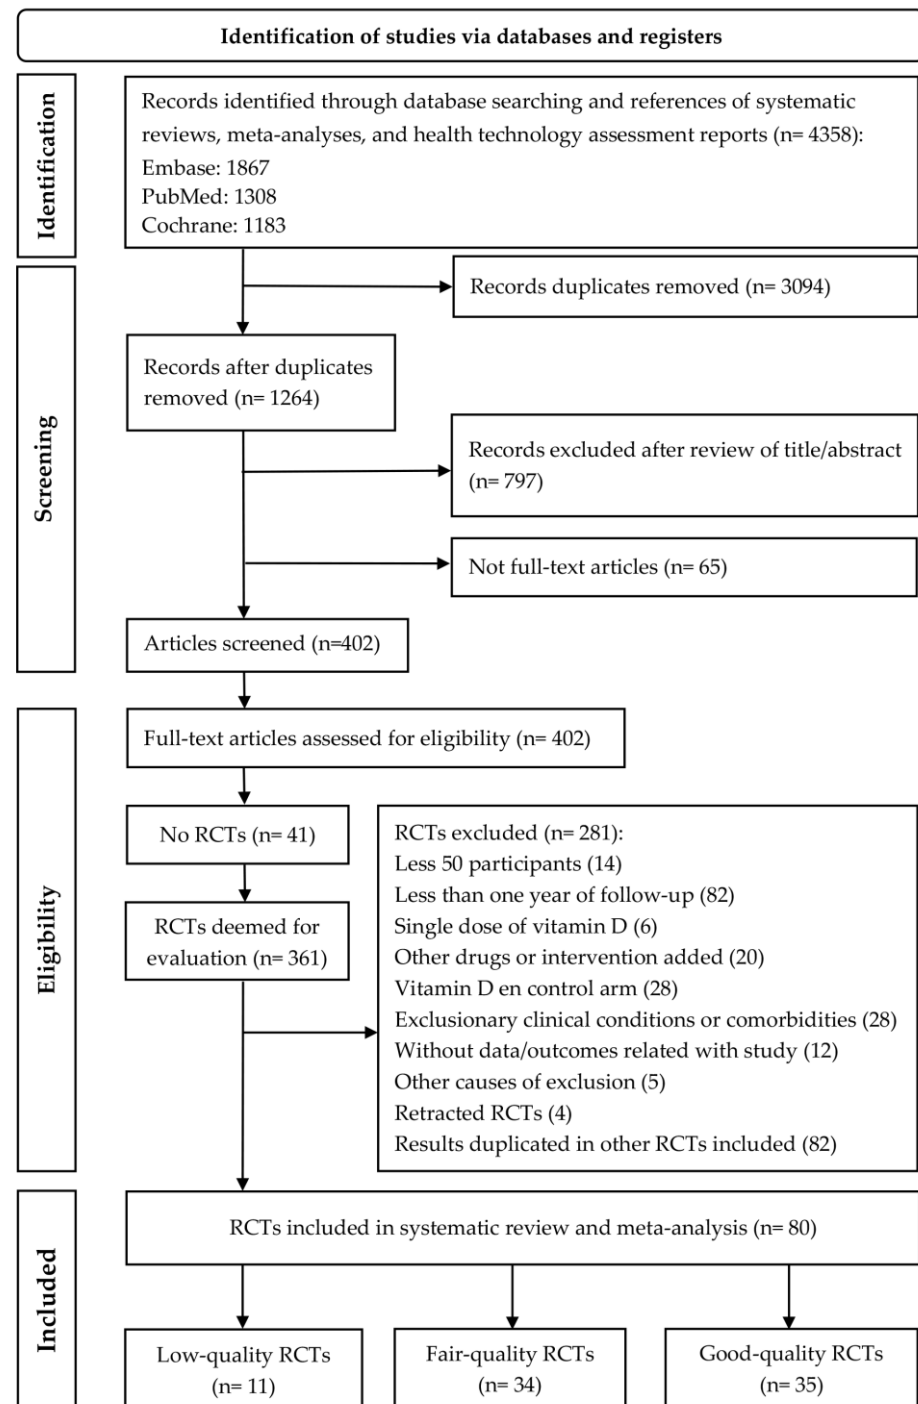 Identification of studies via databases and registers
Identification
Records identified through database searching and references of systematic
reviews, meta-analyses, and health technology assessment reports (n= 4358):
Embase: 1867
PubMed: 1308
Cochrane: 1183
Screening
Records duplicates removed (n= 3094)
Records after duplicates
removed (n= 1264)
Records excluded after review of title/abstract
(n= 797)
Not full-text articles (n= 65)
Articles screened (n=402)
Eligibility
Full-text articles assessed for eligibility (n= 402)
No RCTs (n= 41)
RCTs deemed for
evaluation (n= 361)
RCTs excluded (n= 281):
Less 50 participants (14)
Less than one year of follow-up (82)
Single dose of vitamin D (6)
Other drugs or intervention added (20)
Vitamin D en control arm (28)
Exclusionary clinical conditions or comorbidities (28)
Without data/outcomes related with study (12)
Other causes of exclusion (5)
Retracted RCTs (4)
Results duplicated in other RCTs included (82)
Included
RCTs included in systematic review and meta-analysis (n= 80)
Low-quality RCTs
(n= 11)
Fair-quality RCTs
(n= 34)
Good-quality RCTs
(n= 35)